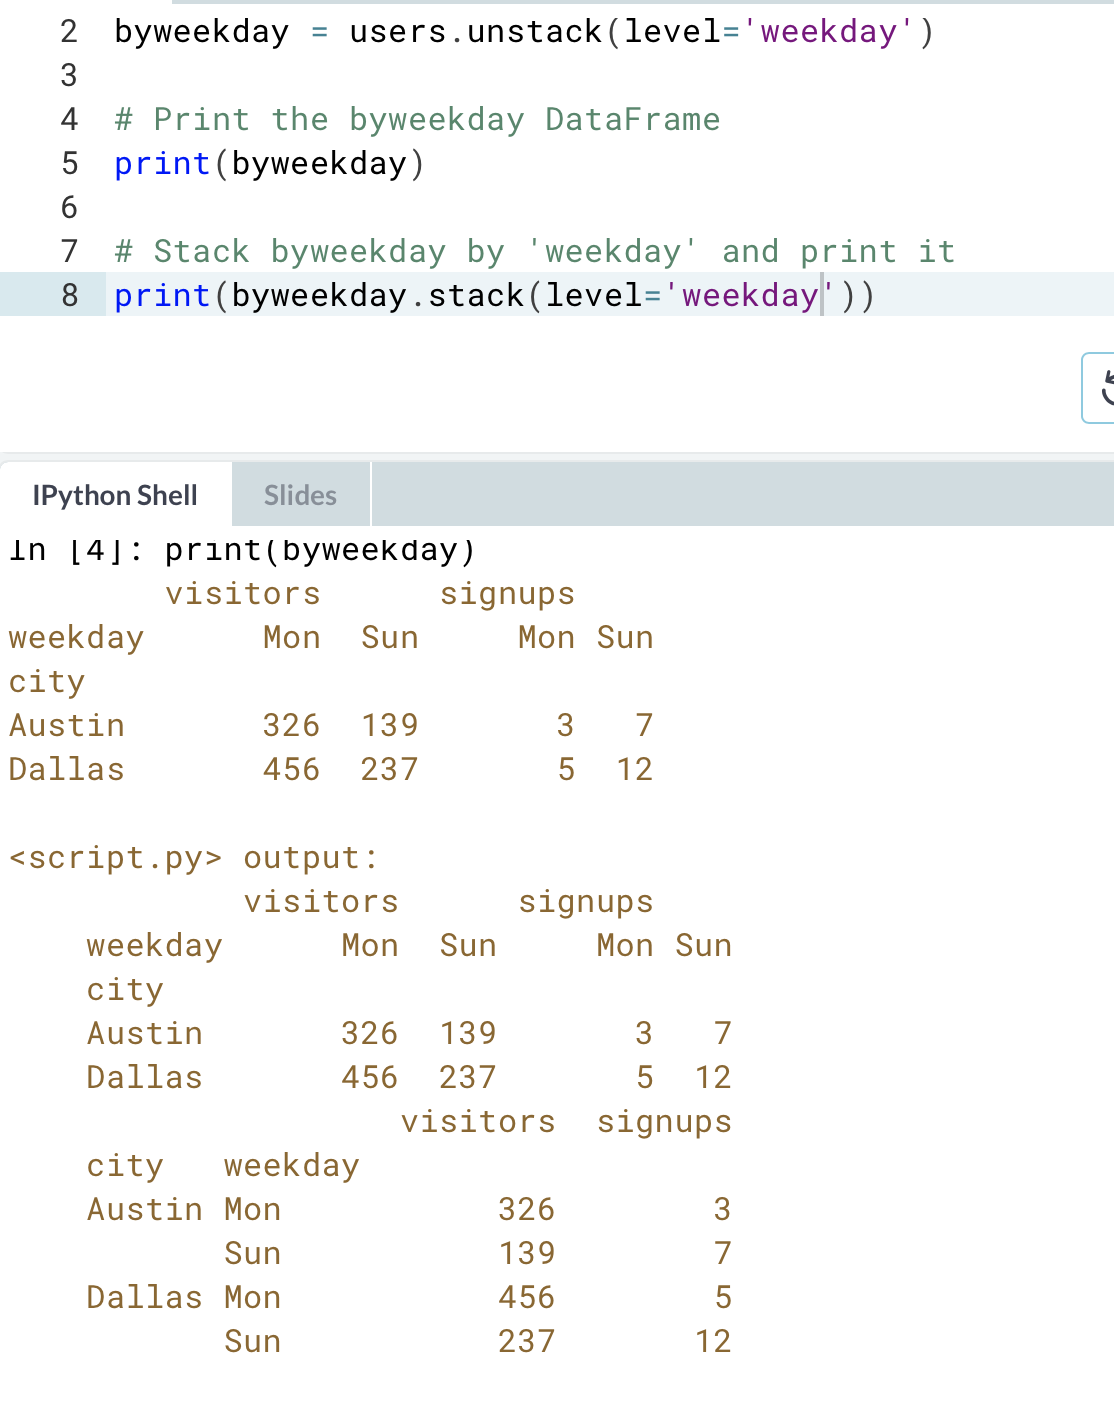 2 byweekday = users.unstack(level='weekday')
3
4 # Print the byweekday DataFrame
5 print(byweekday)
6
7 # Stack byweekday by 'weekday' and print it
8 print(byweekday.stack(level='weekday'))
IPython Shell Slides
In [4]: print(byweekday)
visitors signups
weekday Mon Sun Mon Sun
city
Austin 326 139 3 7
Dallas 456 237 5 12
<script.py> output:
visitors signups
weekday Mon Sun Mon Sun
city
Austin 326 139 3 7
Dallas 456 237 5 12
visitors signups
city weekday
Austin Mon 326 3
Sun 139 7
Dallas Mon 456 5
Sun 237 12